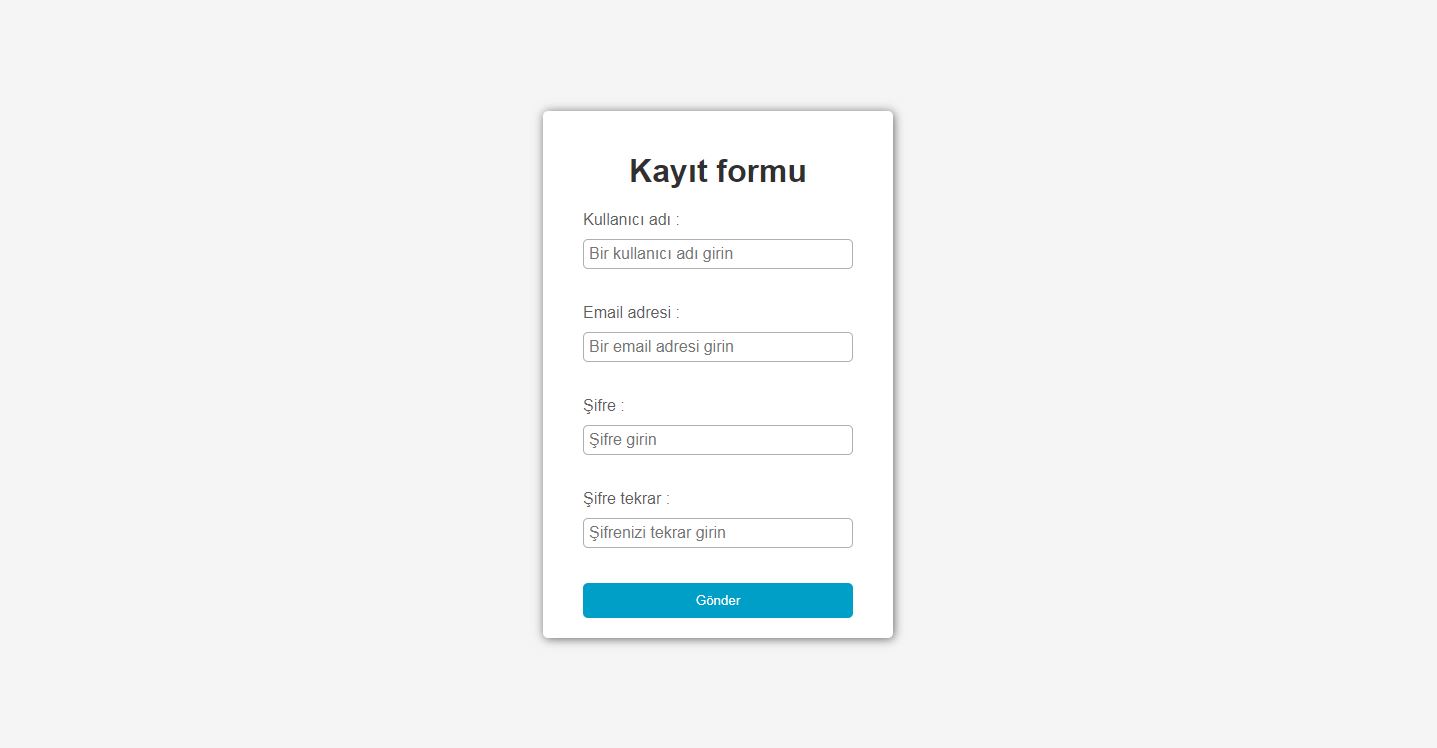 Kayıt formu
Kullanıcı adı :
Bir kullanıcı adı girin
Email adresi :
Bir email adresi girin
Şifre :
Şifre girin
Şifre tekrar :
Şifrenizi tekrar girin
Gönder